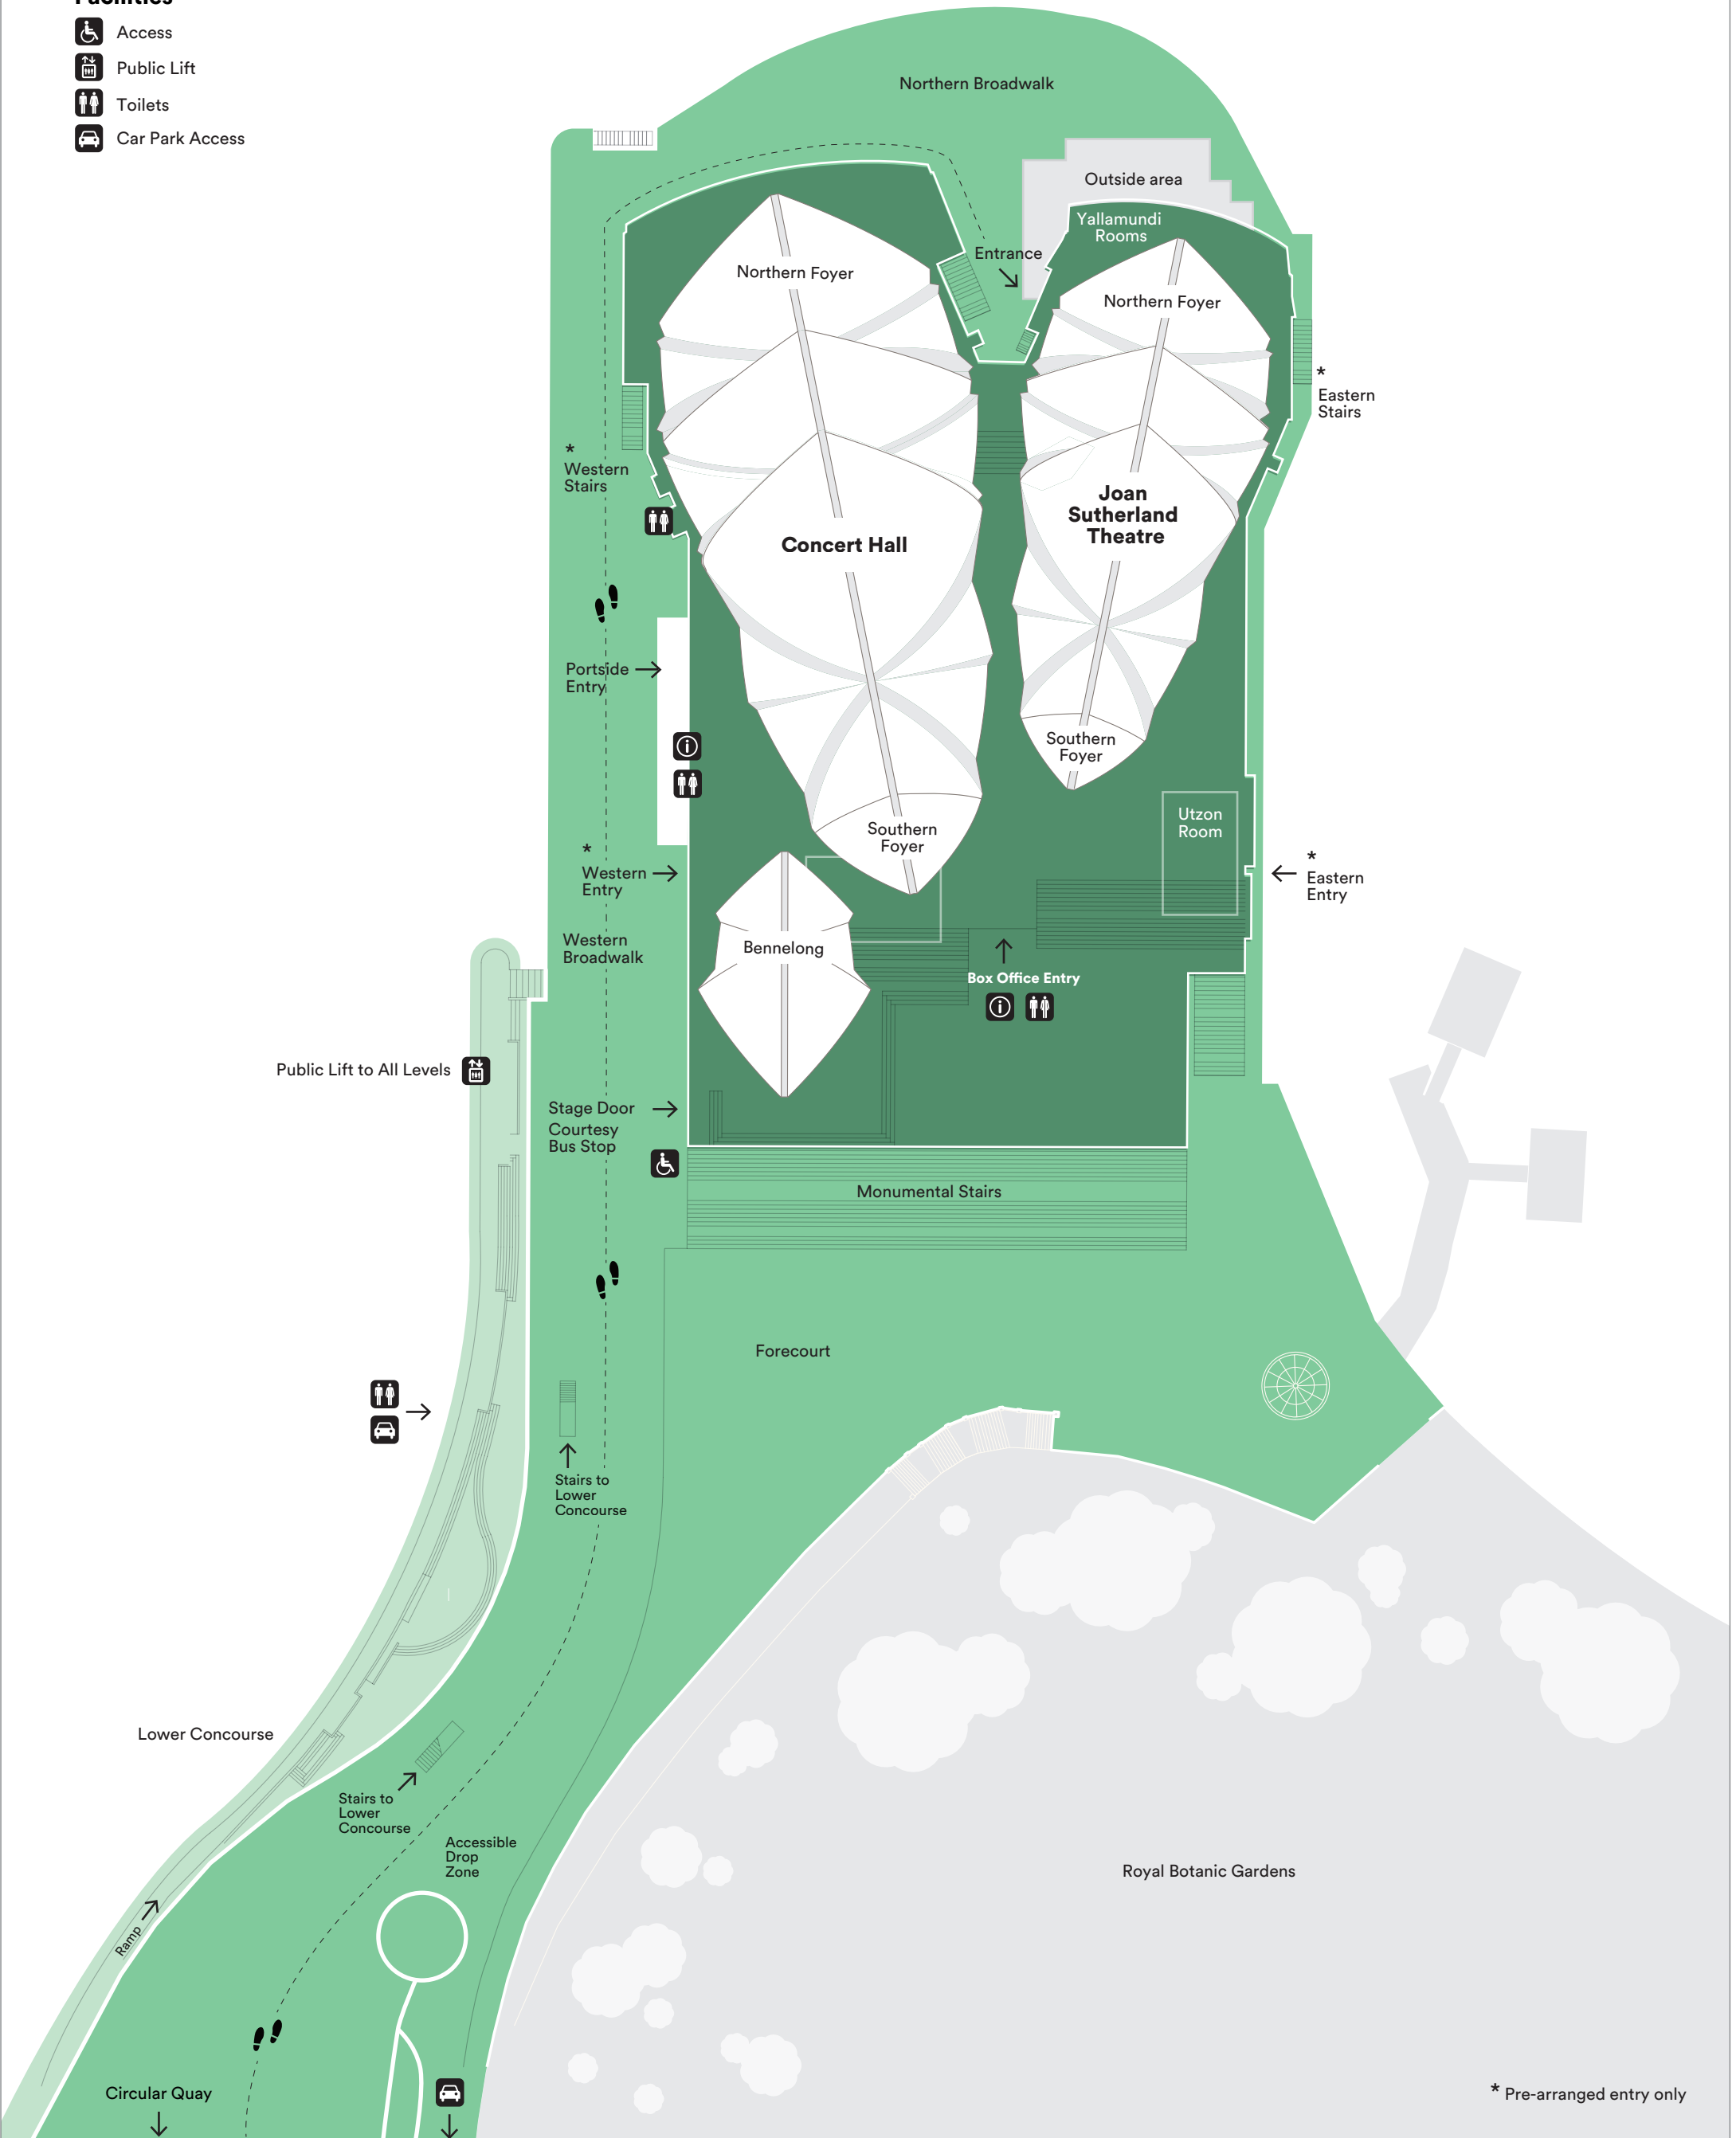 Facilities
Access
Public Lift
Toilets
Car Park Access
Northern Broadwalk
Outside area
Yallamundi
Rooms
Entrance
Northern Foyer
Northern Foyer
*
Eastern
Stairs
*
Western
Stairs
Joan
Sutherland
Theatre
Concert Hall
Portside
Entry
Southern
Foyer
Utzon
Room
Southern
Foyer
*
Western
Entry
*
Eastern
Entry
Western
Broadwalk
Bennelong
Box Office Entry
Public Lift to All Levels
Stage Door
Courtesy
Bus Stop
Monumental Stairs
Forecourt
Stairs to
Lower
Concourse
Lower Concourse
Stairs to
Lower
Concourse
Accessible
Drop
Zone
Royal Botanic Gardens
Ramp
Circular Quay
* Pre-arranged entry only